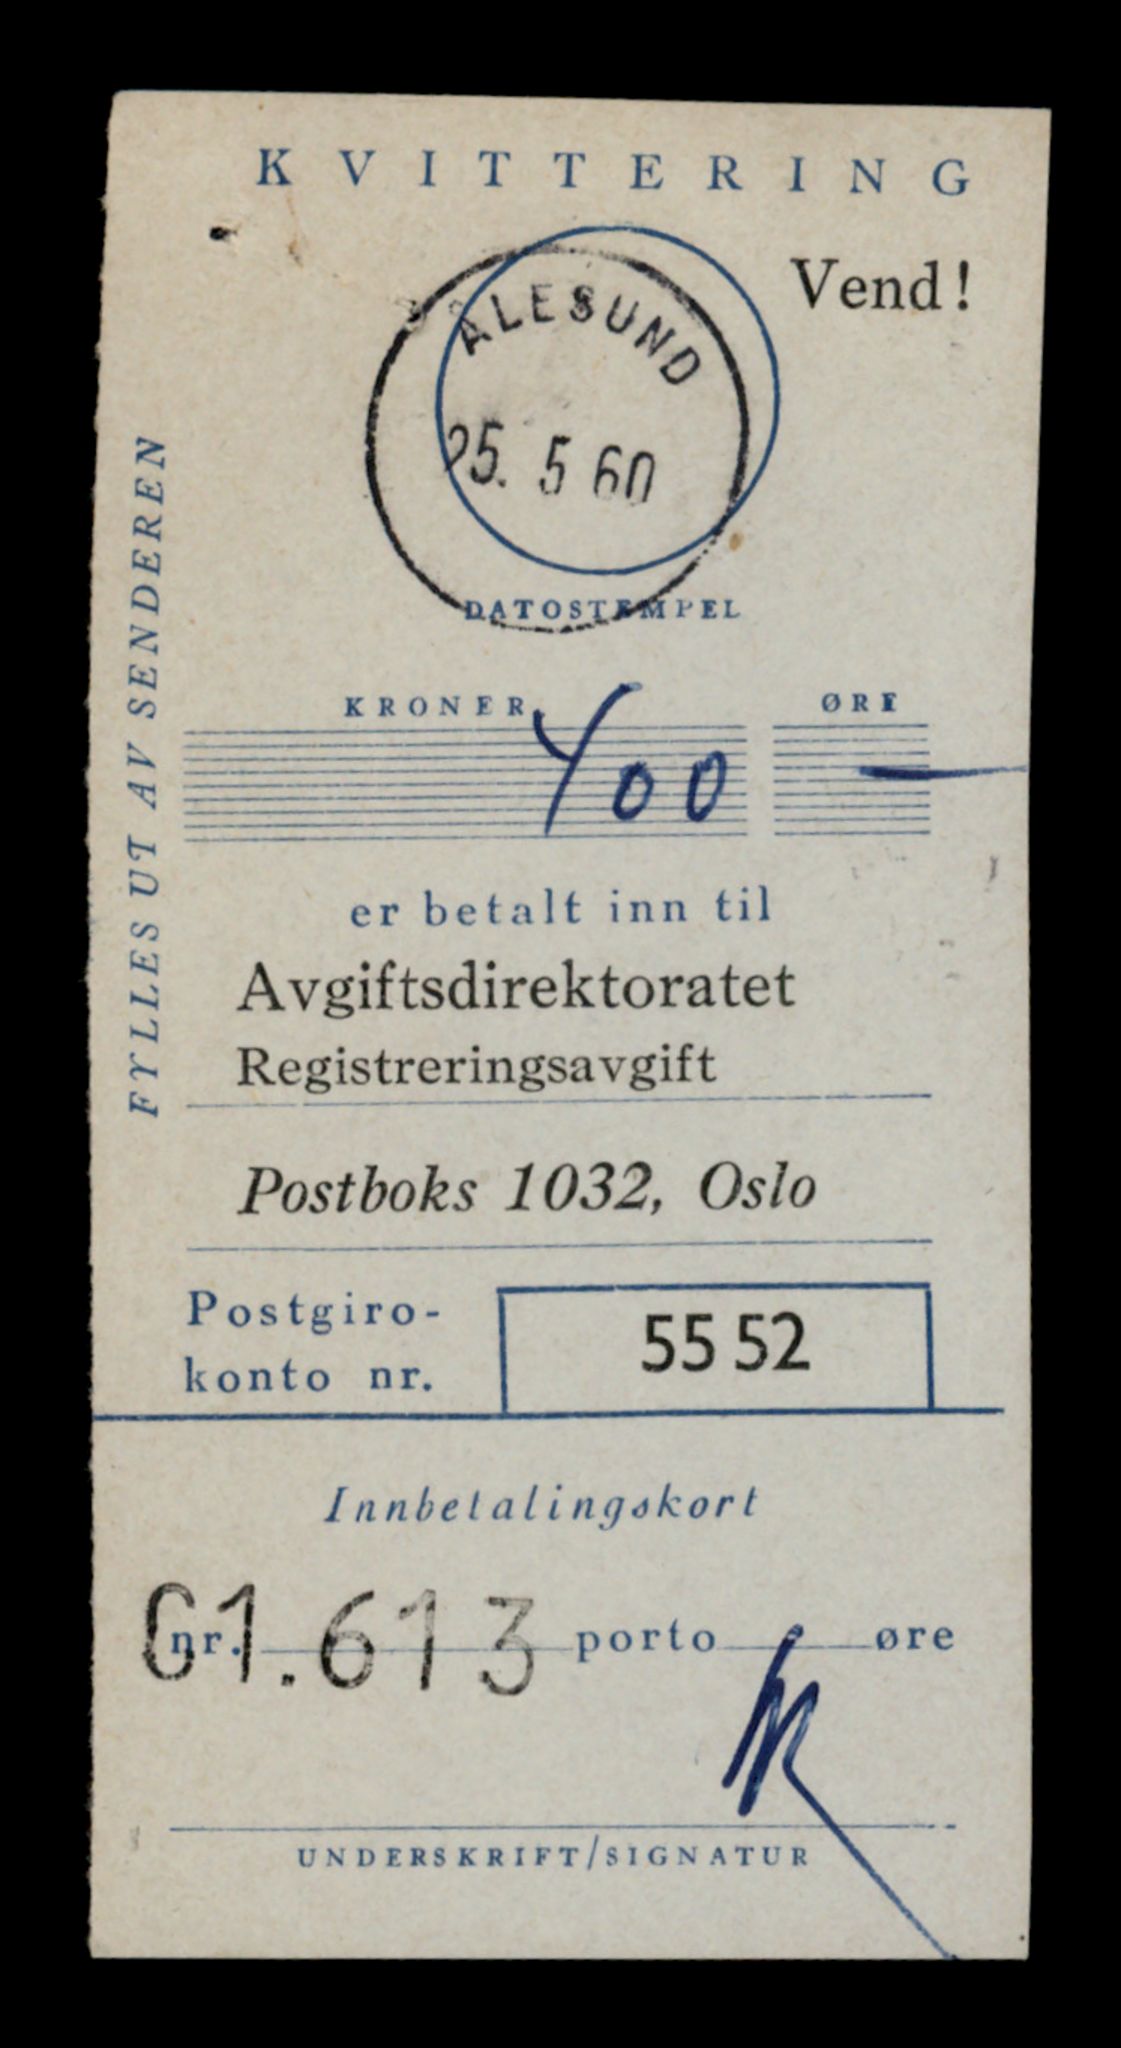 KVITTERING
Vend!
ÅLESUND
25. 5 60
DATOSTEMPEL
FYLLES UT AV SENDEREN
KRONER ØRE
400 —
er betalt inn til
Avgiftsdirektoratet
Registreringsavgift
Postboks 1032, Oslo
Postgiro-
konto nr.
55 52
Innbetalingskort
nr. 01.613 porto øre
UNDERSKRIFT/SIGNATUR